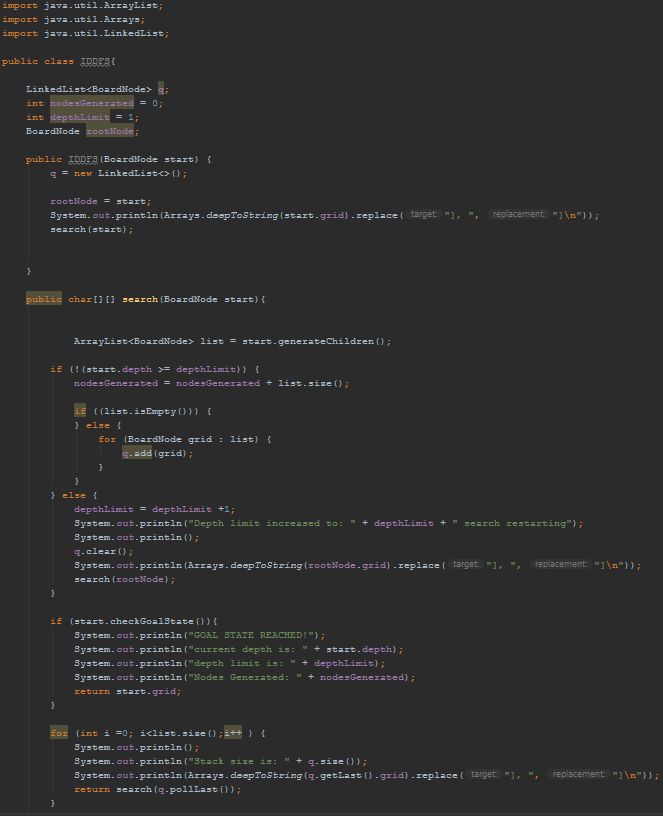 import java.util.ArrayList;
import java.util.Arrays;
import java.util.LinkedList;
public class IDDFS{
LinkedList<BoardNode> q;
int nodesGenerated = 0;
int depthLimit = 1;
BoardNode rootNode;
public IDDFS(BoardNode start) {
q = new LinkedList<>();
rootNode = start;
System.out.println(Arrays.deepToString(start.grid).replace( target: "], ", replacement: "]\n"));
search(start);
}
public char[][] search(BoardNode start){
ArrayList<BoardNode> list = start.generateChildren();
if (!(start.depth >= depthLimit)) {
nodesGenerated = nodesGenerated + list.size();
if ((list.isEmpty())) {
} else {
for (BoardNode grid : list) {
q.add(grid);
}
}
} else {
depthLimit = depthLimit +1;
System.out.println("Depth limit increased to: " + depthLimit + " search restarting");
System.out.println();
q.clear();
System.out.println(Arrays.deepToString(rootNode.grid).replace( target: "], ", replacement: "]\n"));
search(rootNode);
}
if (start.checkGoalState()){
System.out.println("GOAL STATE REACHED!");
System.out.println("current depth is: " + start.depth);
System.out.println("depth limit is: " + depthLimit);
System.out.println("Nodes Generated: " + nodesGenerated);
return start.grid;
}
for (int i =0; i<list.size();i++ ) {
System.out.println();
System.out.println("Stack size is: " + q.size());
System.out.println(Arrays.deepToString(q.getLast().grid).replace( target: "], ", replacement: "]\n"));
return search(q.pollLast());
}